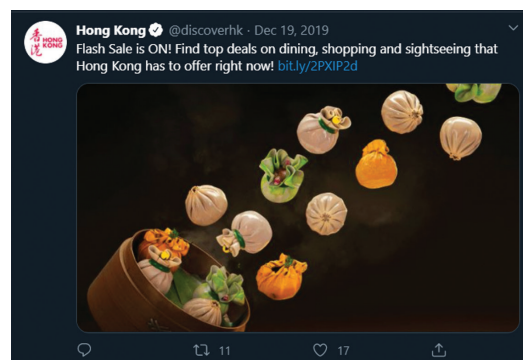 香港 HONG KONG
Hong Kong @discoverhk · Dec 19, 2019
Flash Sale is ON! Find top deals on dining, shopping and sightseeing that
Hong Kong has to offer right now! bit.ly/2PXIP2d
11 17